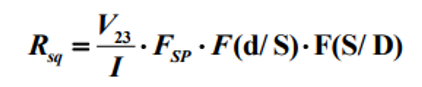 R_sq = V_23 / I · F_SP · F(d/ S) · F(S/ D)